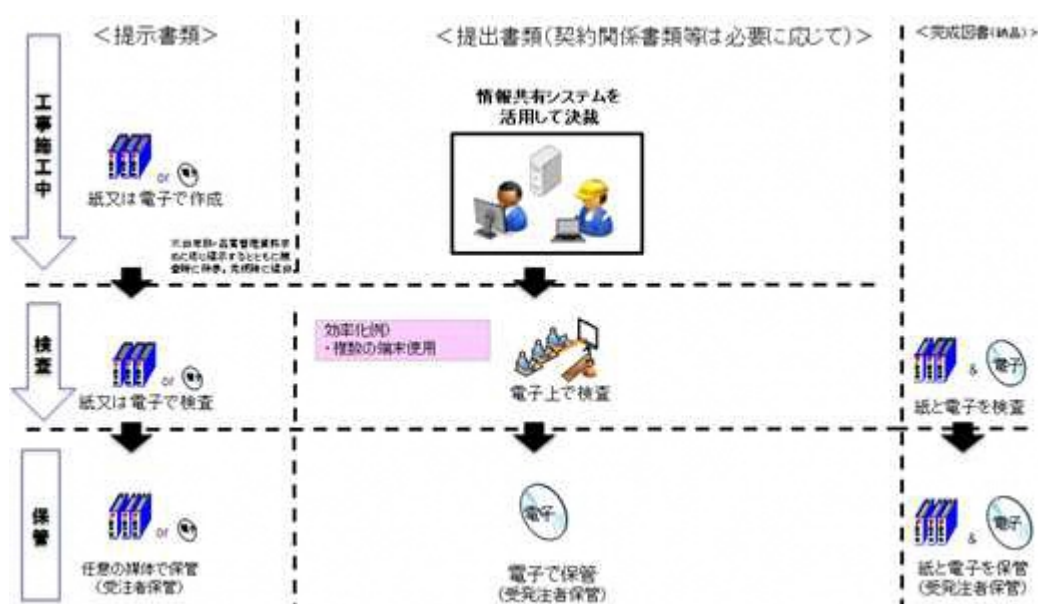 ＜提示書類＞
＜提出書類(契約関係書類等は必要に応じて)＞
＜完成図書(納品)＞
工事施工中
情報共有システムを
活用して決裁
or 電子
紙又は電子で作成
検査
効率化例)
・複数の端末使用
or 電子
紙又は電子で検査
電子上で検査
& 電子
紙と電子を検査
保管
or 電子
任意の媒体で保管
(受注者保管)
電子
電子で保管
(受発注者保管)
& 電子
紙と電子を保管
(受発注者保管)